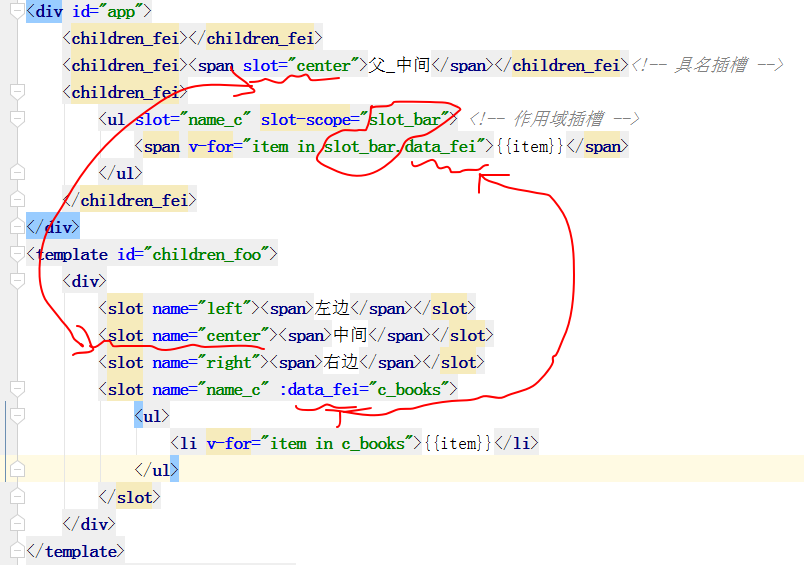 <div id="app">
<children_fei></children_fei>
<children_fei><span slot="center">父_中间</span></children_fei><!-- 具名插槽 -->
<children_fei>
<ul slot="name_c" slot-scope="slot_bar"> <!-- 作用域插槽 -->
<span v-for="item in slot_bar.data_fei">{{item}}</span>
</ul>
</children_fei>
</div>
<template id="children_foo">
<div>
<slot name="left"><span>左边</span></slot>
<slot name="center"><span>中间</span></slot>
<slot name="right"><span>右边</span></slot>
<slot name="name_c" :data_fei="c_books">
<ul>
<li v-for="item in c_books">{{item}}</li>
</ul>
</slot>
</div>
</template>